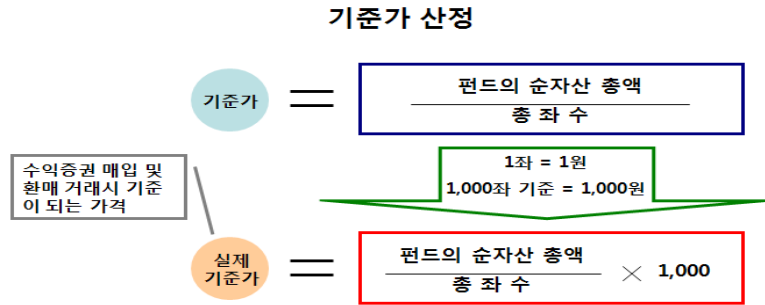 기준가 산정
기준가
펀드의 순자산 총액
총 좌 수
수익증권 매입 및
환매 거래시 기준
이 되는 가격
1좌 = 1원
1,000좌 기준 = 1,000원
실제
기준가
펀드의 순자산 총액
총 좌 수
× 1,000